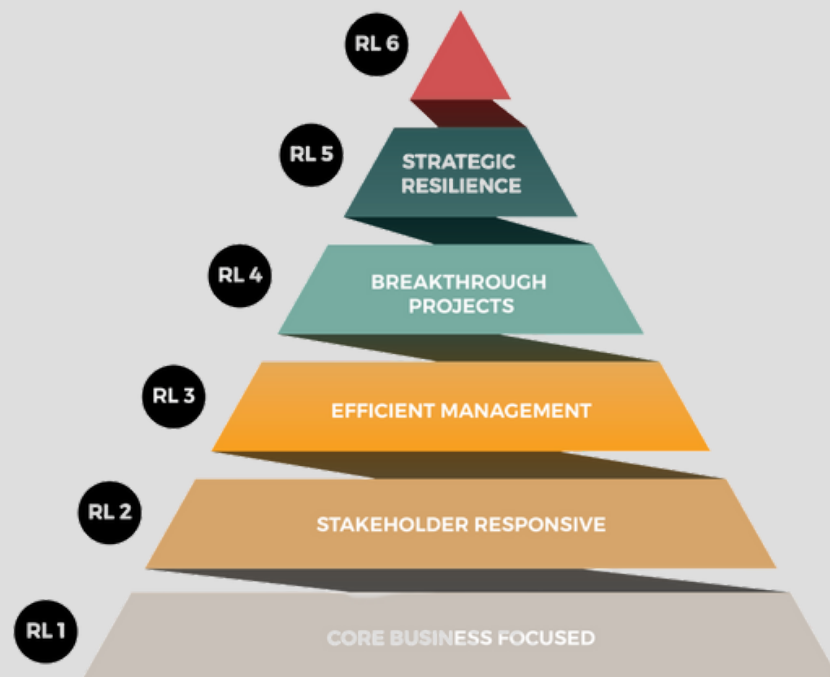 RL 6
RL 5
STRATEGIC
RESILIENCE
RL 4
BREAKTHROUGH
PROJECTS
RL 3
EFFICIENT MANAGEMENT
RL 2
STAKEHOLDER RESPONSIVE
RL 1
CORE BUSINESS FOCUSED